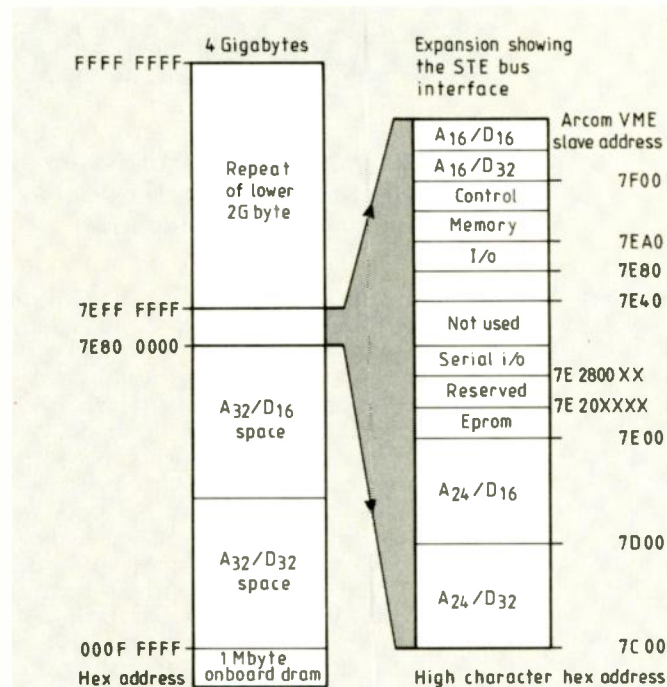 4 Gigabytes
FFFF FFFF
Repeat
of lower
2G byte
7EFF FFFF
7E80 0000
A32/D16
space
A32/D32
space
000F FFFF
1 Mbyte
onboard dram
Hex address
Expansion showing
the STE bus
interface
Arcom VME
slave address
A16/D16
A16/D32
7F00
Control
Memory
7EA0
I/o
7E80
7E40
Not used
Serial i/o
7E 2800 XX
Reserved
7E 20XXXX
Eprom
7E00
A24/D16
7D00
A24/D32
7C00
High character hex address